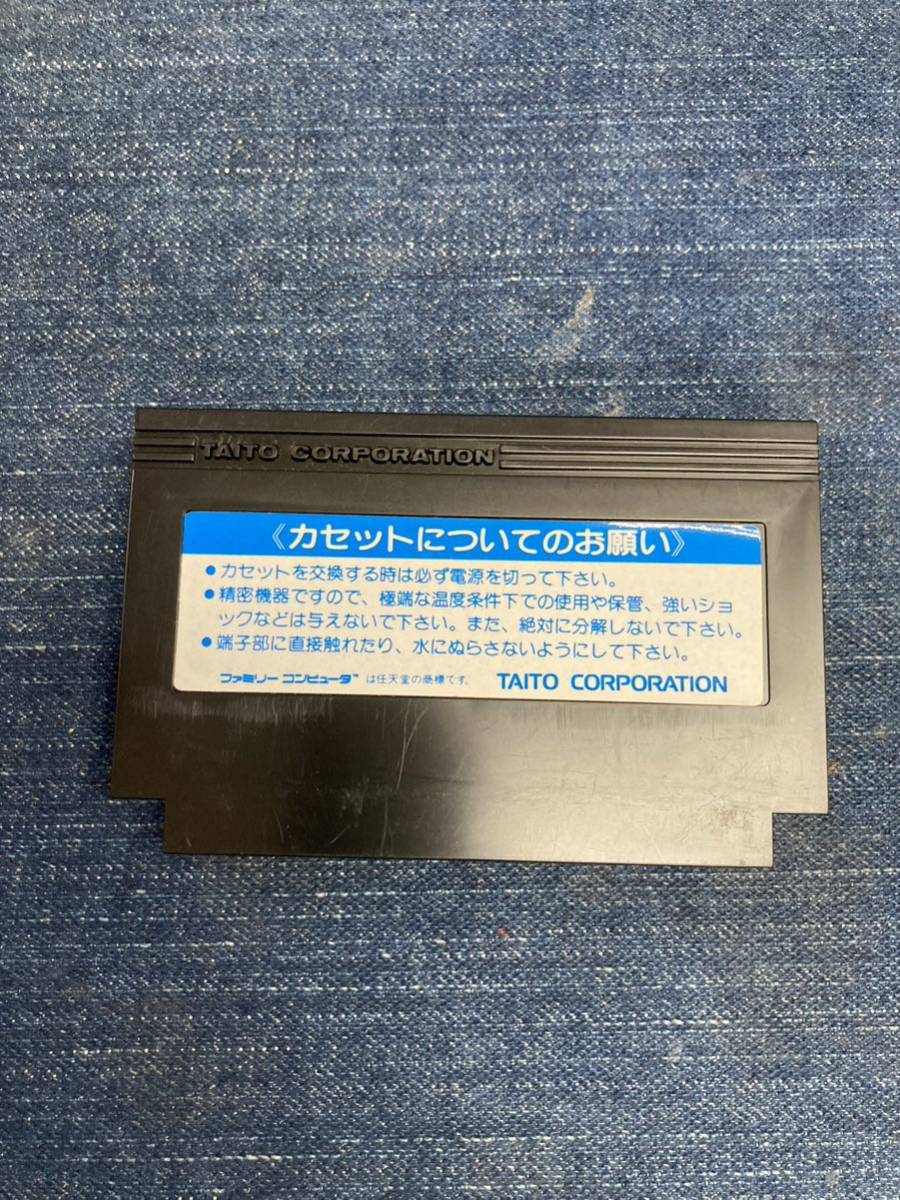 TAITO CORPORATION
《カセットについてのお願い》
●カセットを交換する時は必ず電源を切って下さい。
●精密機器ですので、極端な温度条件下での使用や保管、強いショ
ックなどは与えないで下さい。また、絶対に分解しないで下さい。
●端子部に直接触れたり、水にぬらさないようにして下さい。
ファミリーコンピュータ™は任天堂の商標です。 TAITO CORPORATION